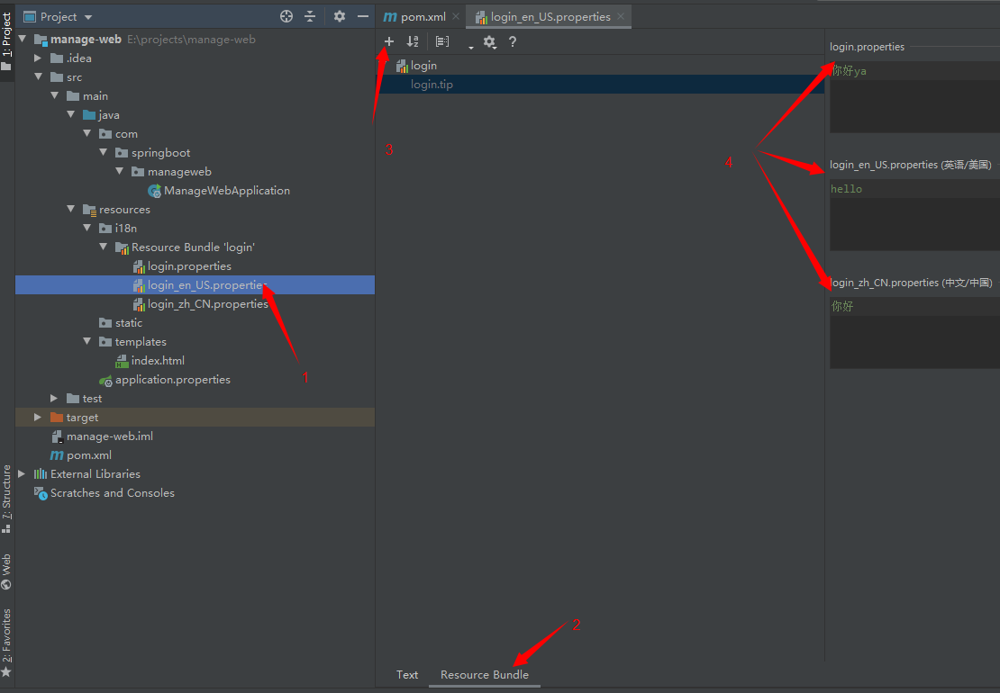 Project
pom.xml
login_en_US.properties
1: Project
manage-web E:\projects\manage-web
.idea
src
main
java
com
springboot
manageweb
ManageWebApplication
resources
i18n
Resource Bundle 'login'
login.properties
login_en_US.properties
login_zh_CN.properties
static
templates
index.html
application.properties
test
target
manage-web.iml
pom.xml
External Libraries
Scratches and Consoles
7: Structure
Web
2: Favorites
1
?
login
login.tip
3
2
Text
Resource Bundle
4
login.properties
你好ya
login_en_US.properties (英语/美国)
hello
login_zh_CN.properties (中文/中国)
你好